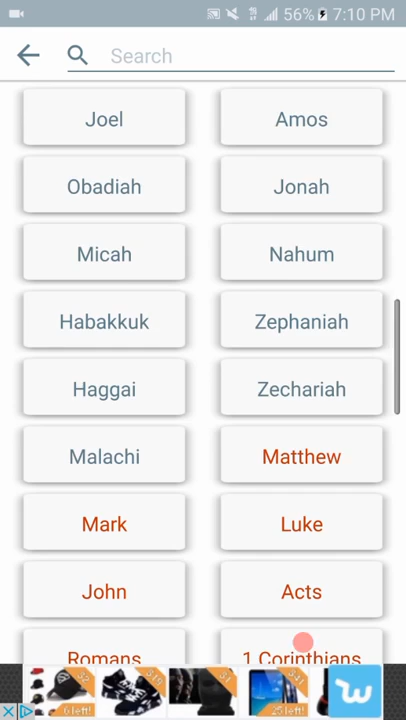 56% 7:10 PM
Search
Joel Amos
Obadiah Jonah
Micah Nahum
Habakkuk Zephaniah
Haggai Zechariah
Malachi Matthew
Mark Luke
John Acts
Romans 1 Corinthians